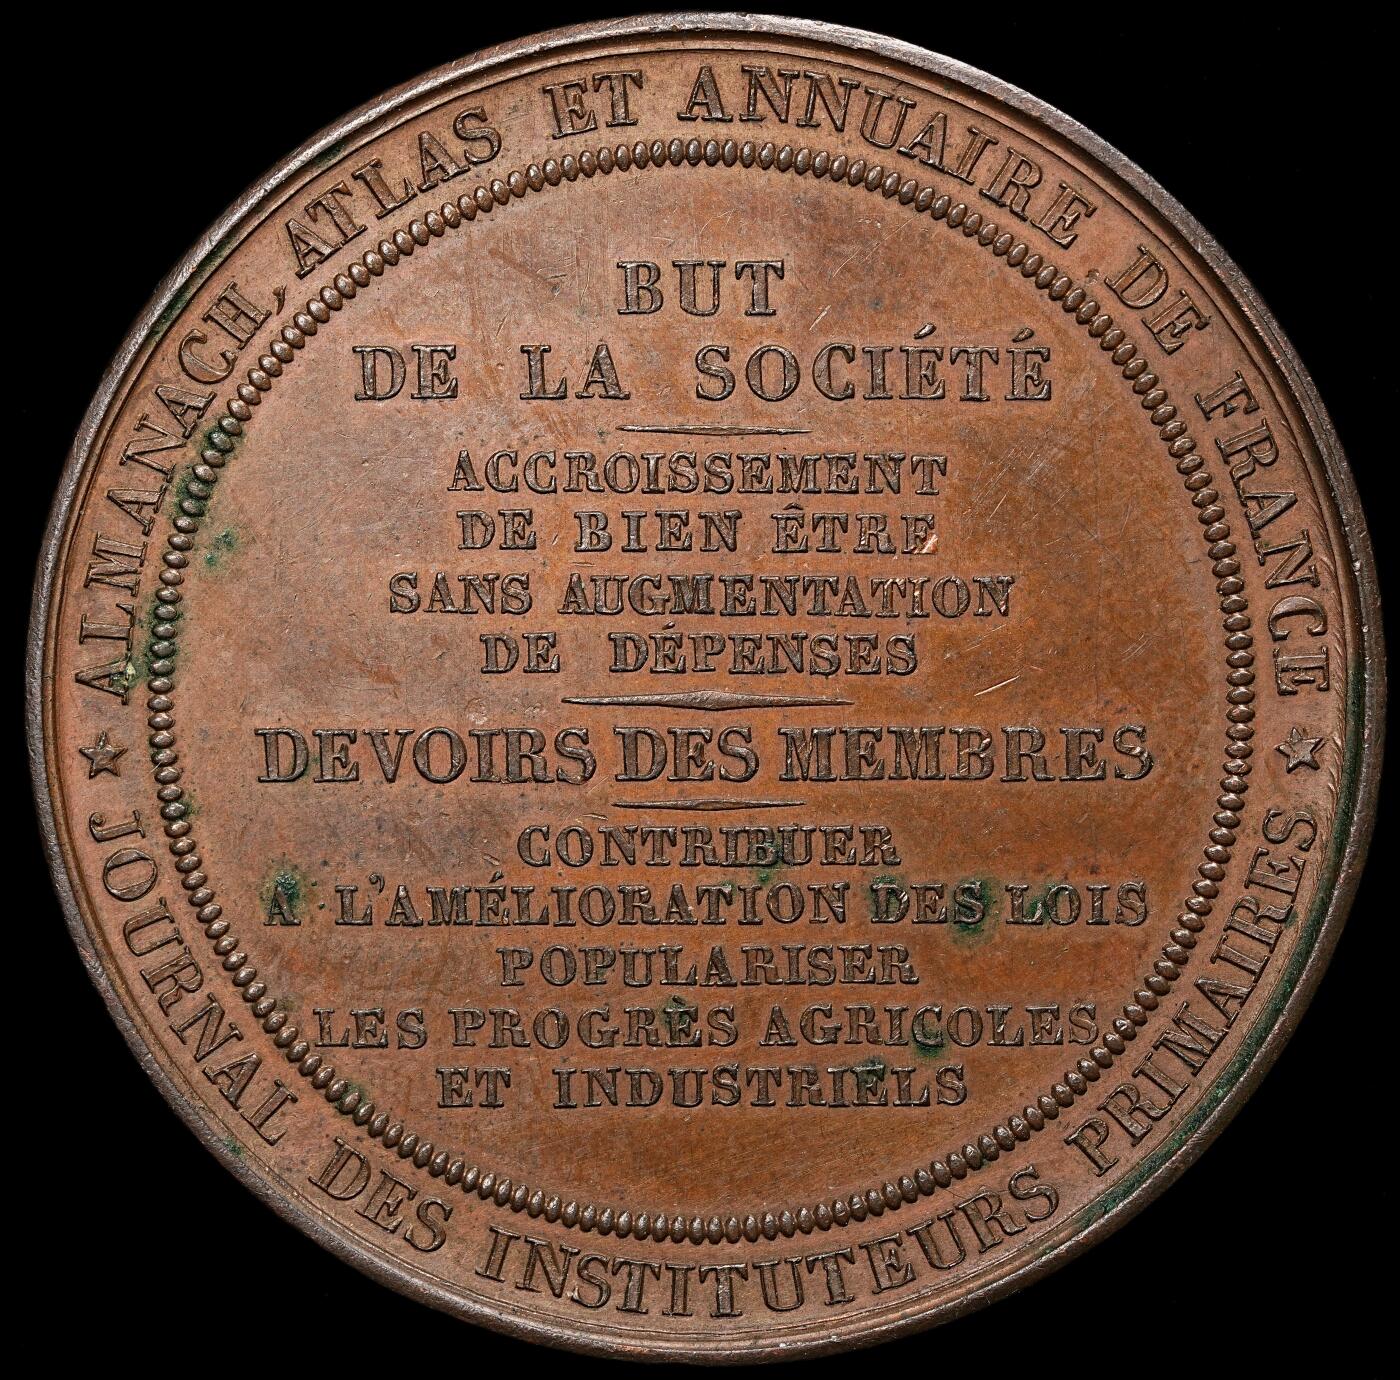 ALMANACH, ATLAS ET ANNUAIRE DE FRANCE
BUT
DE LA SOCIÉTÉ
ACCROISSEMENT
DE BIEN ÊTRE
SANS AUGMENTATION
DE DÉPENSES
DEVOIRS DES MEMBRES
CONTRIBUER
A L'AMÉLIORATION DES LOIS
POPULARISER
LES PROGRÈS AGRICOLES
ET INDUSTRIELS
JOURNAL DES INSTITUTEURS PRIMAIRES